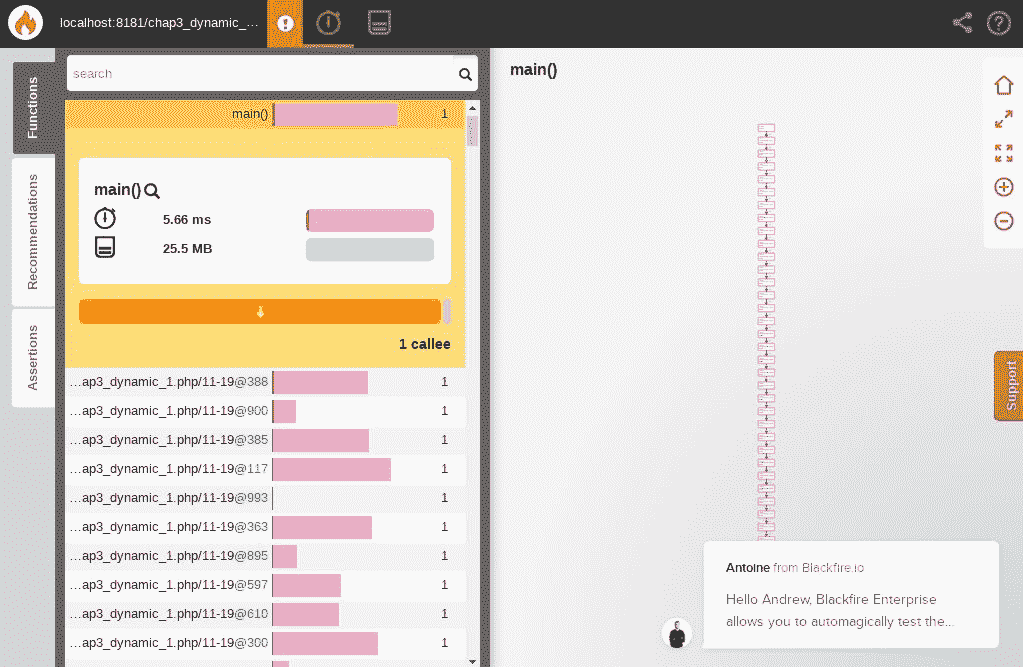 localhost:8181/chap3_dynamic_...
Functions
Recommendations
Assertions
search
main() 1
main()
5.66 ms
25.5 MB
1 callee
...ap3_dynamic_1.php/11-19@388 1
...ap3_dynamic_1.php/11-19@900 1
...ap3_dynamic_1.php/11-19@385 1
...ap3_dynamic_1.php/11-19@117 1
...ap3_dynamic_1.php/11-19@993 1
...ap3_dynamic_1.php/11-19@363 1
...ap3_dynamic_1.php/11-19@895 1
...ap3_dynamic_1.php/11-19@597 1
...ap3_dynamic_1.php/11-19@610 1
...ap3_dynamic_1.php/11-19@300 1
main()
Support
Antoine from Blackfire.io
Hello Andrew, Blackfire Enterprise
allows you to automagically test the...